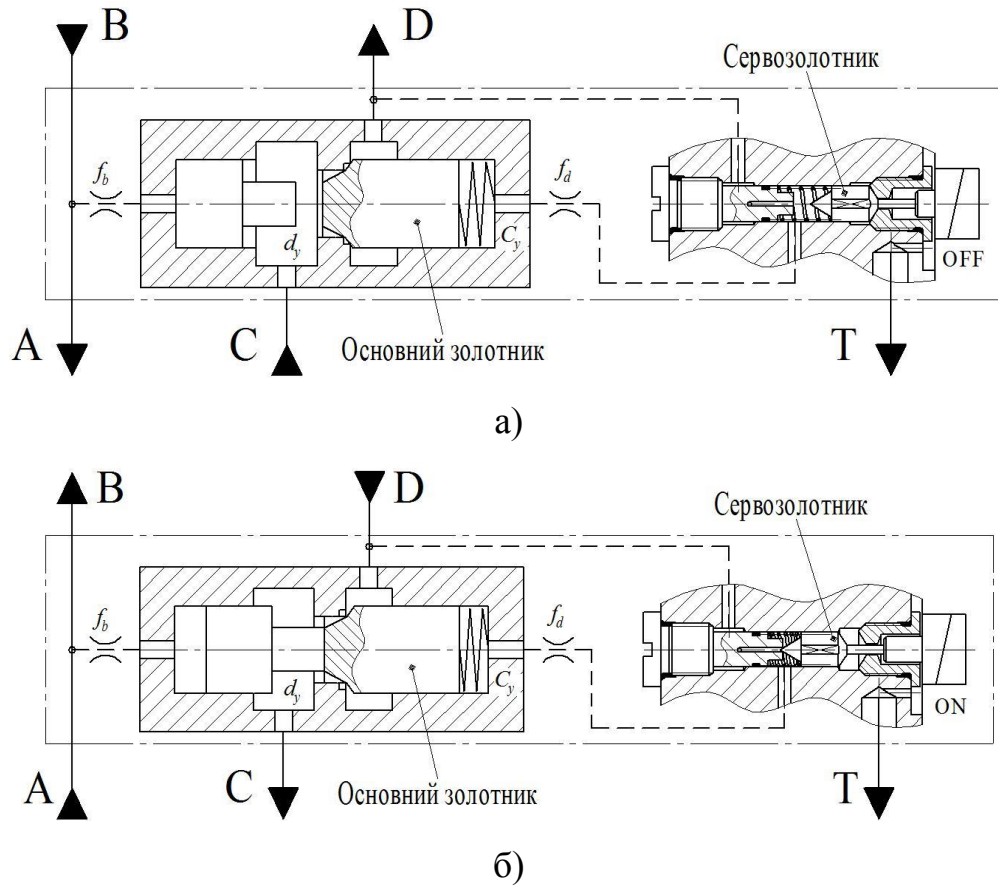 B
D
Сервозолотник
f_b
f_d
d_y
C_y
OFF
A
C
Основний золотник
T
а)
B
D
Сервозолотник
f_b
f_d
d_y
C_y
ON
A
C
Основний золотник
T
б)